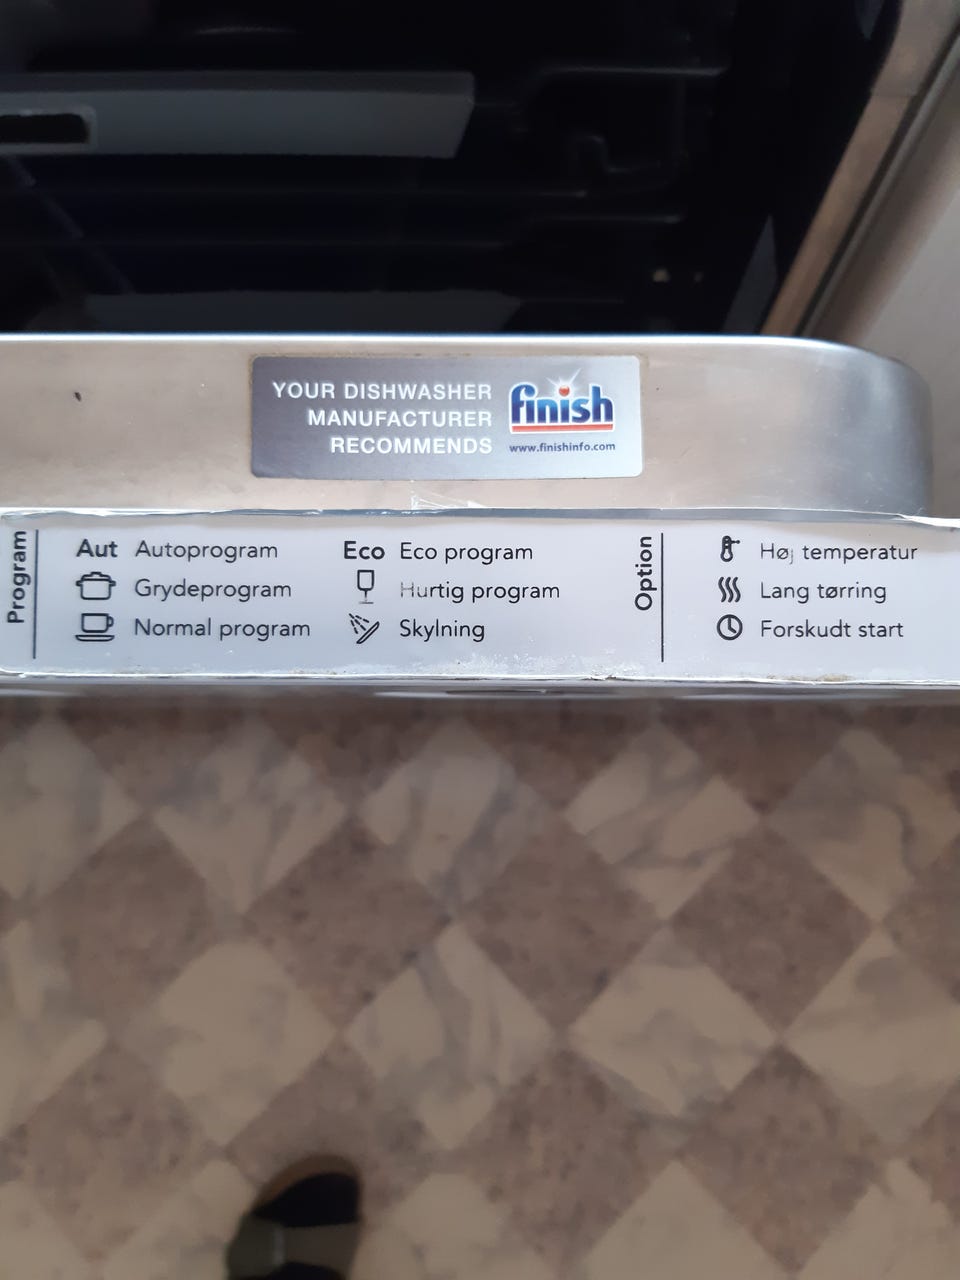 YOUR DISHWASHER
MANUFACTURER
RECOMMENDS
finish
www.finishinfo.com
Program
Aut Autoprogram
Grydeprogram
Normal program
Eco Eco program
Hurtig program
Skylning
Option
Høj temperatur
Lang tørring
Forskudt start